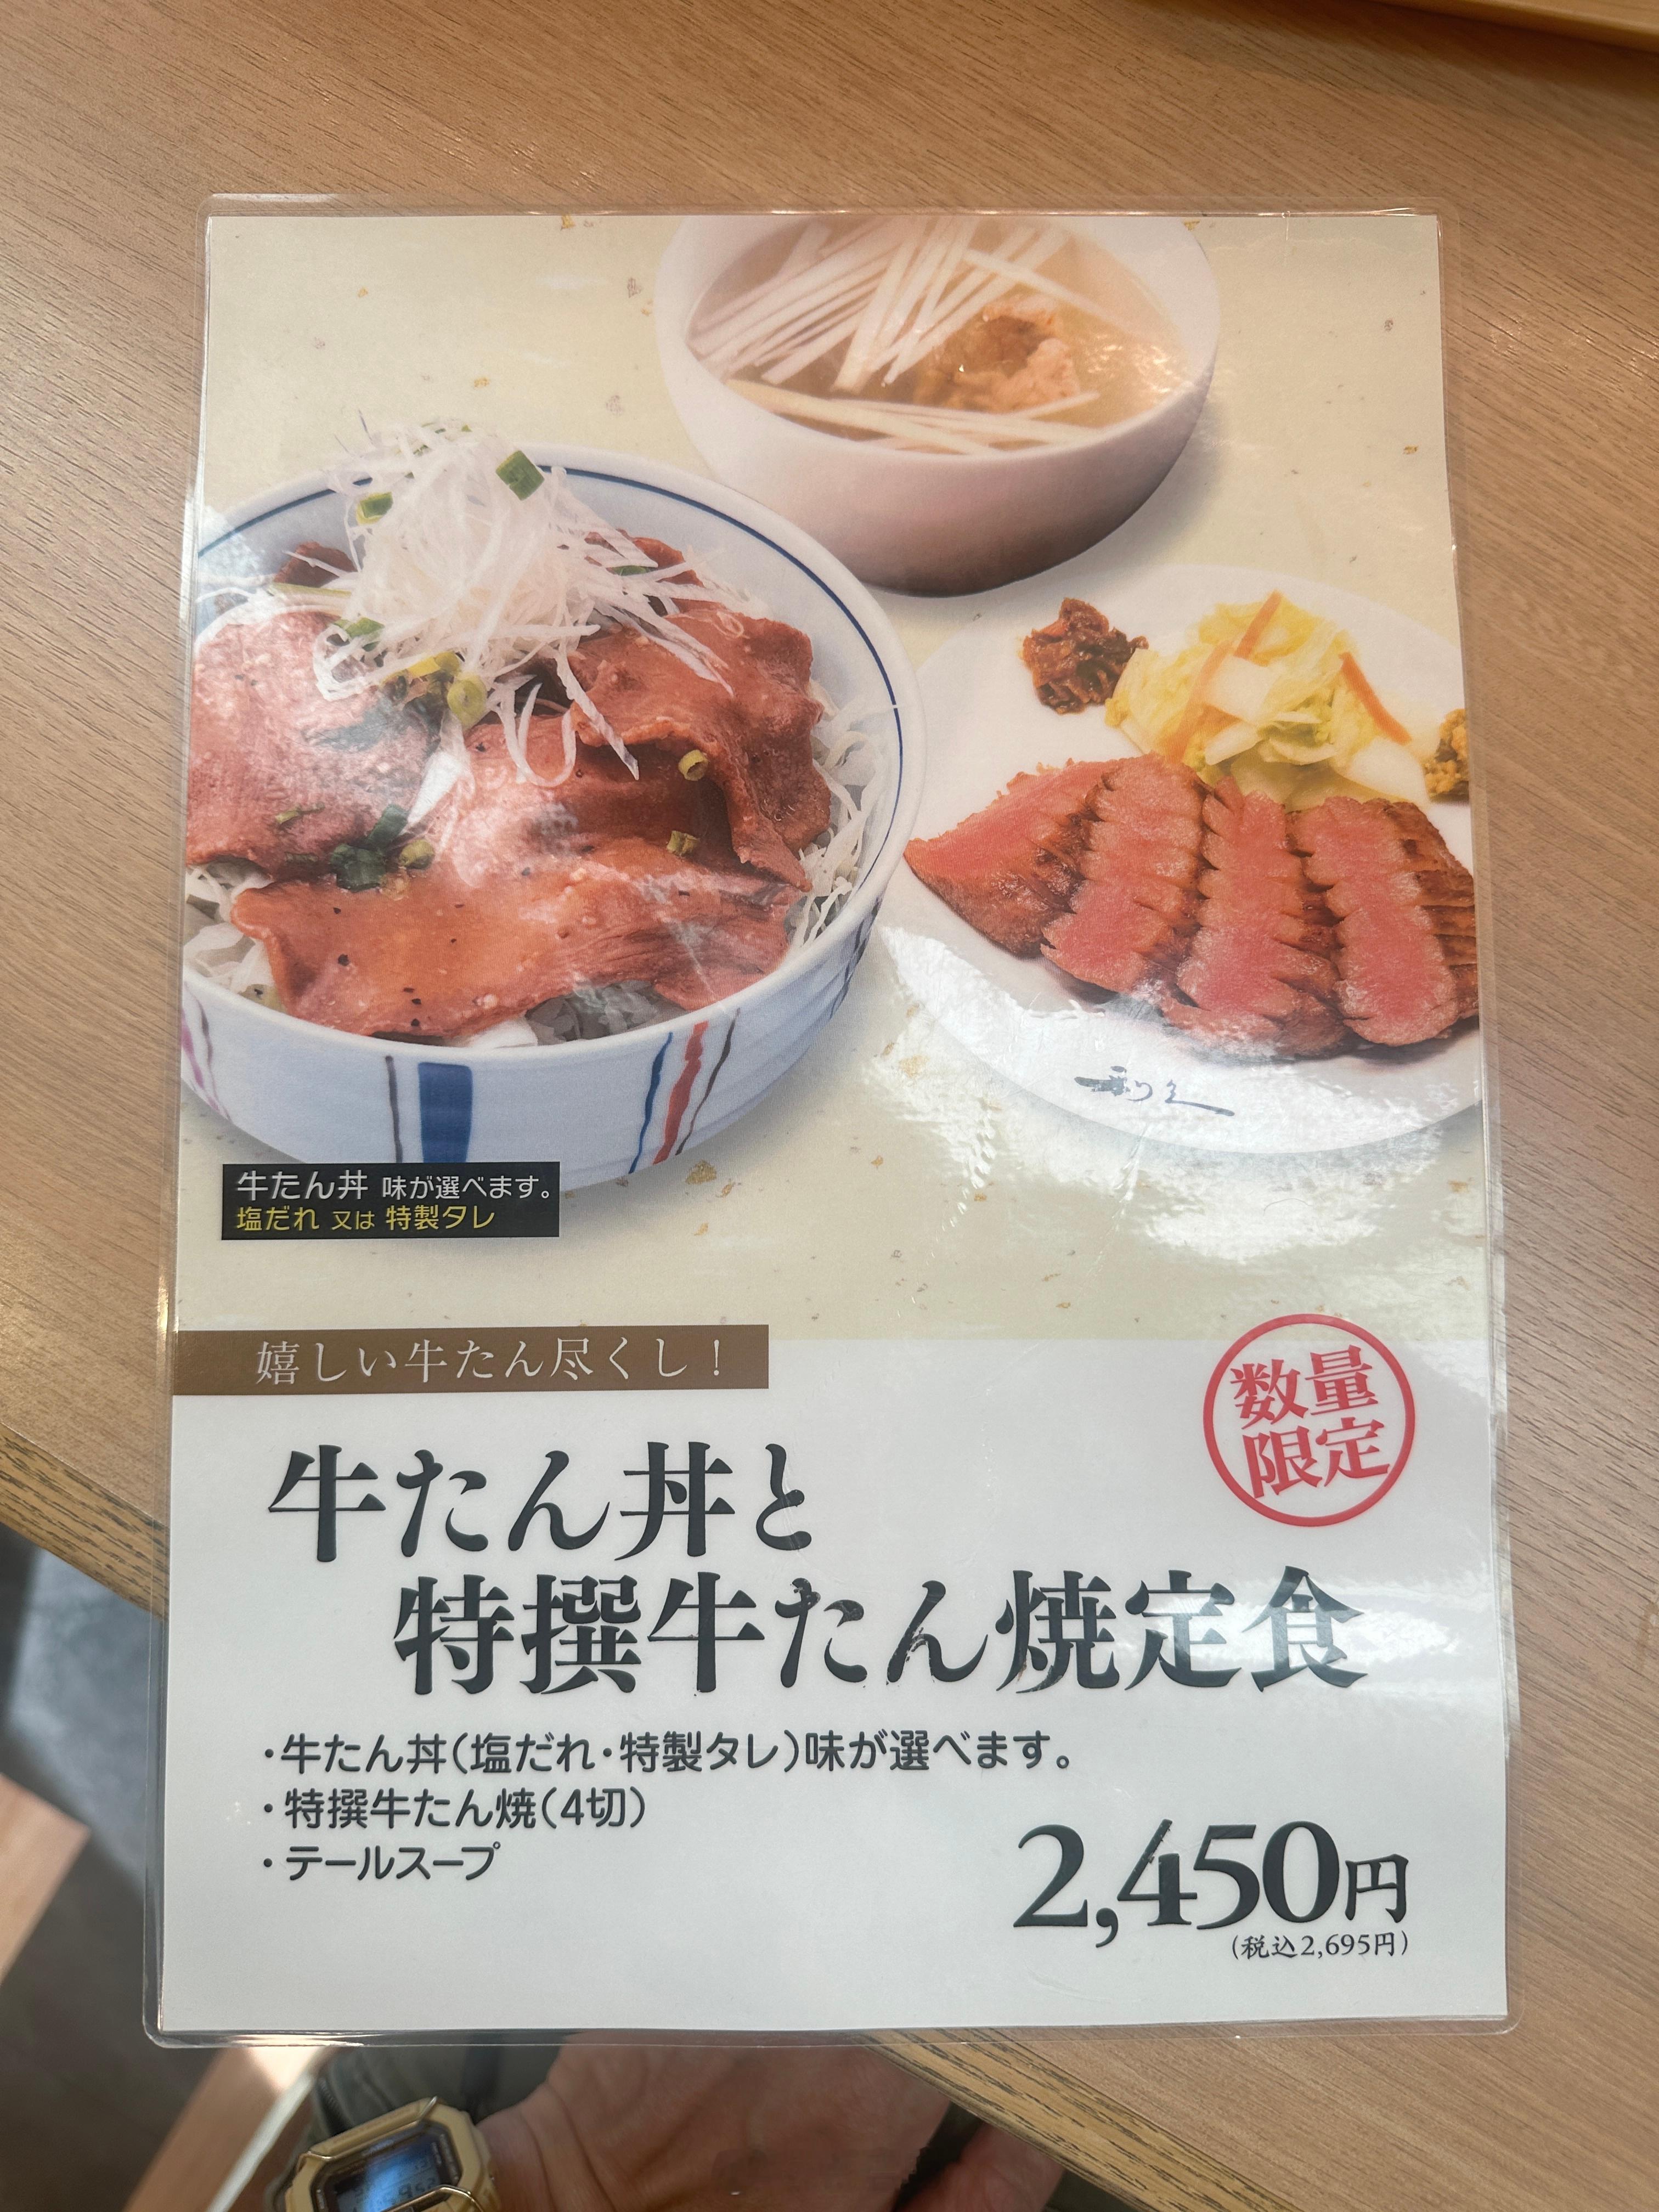 利久
牛たん丼 味が選べます。
塩だれ 又は 特製タレ
嬉しい牛たん尽くし！
数量
限定
牛たん丼と
特撰牛たん焼定食
・牛たん丼（塩だれ・特製タレ）味が選べます。
・特撰牛たん焼（4切）
・テールスープ
2,450円
（税込2,695円）